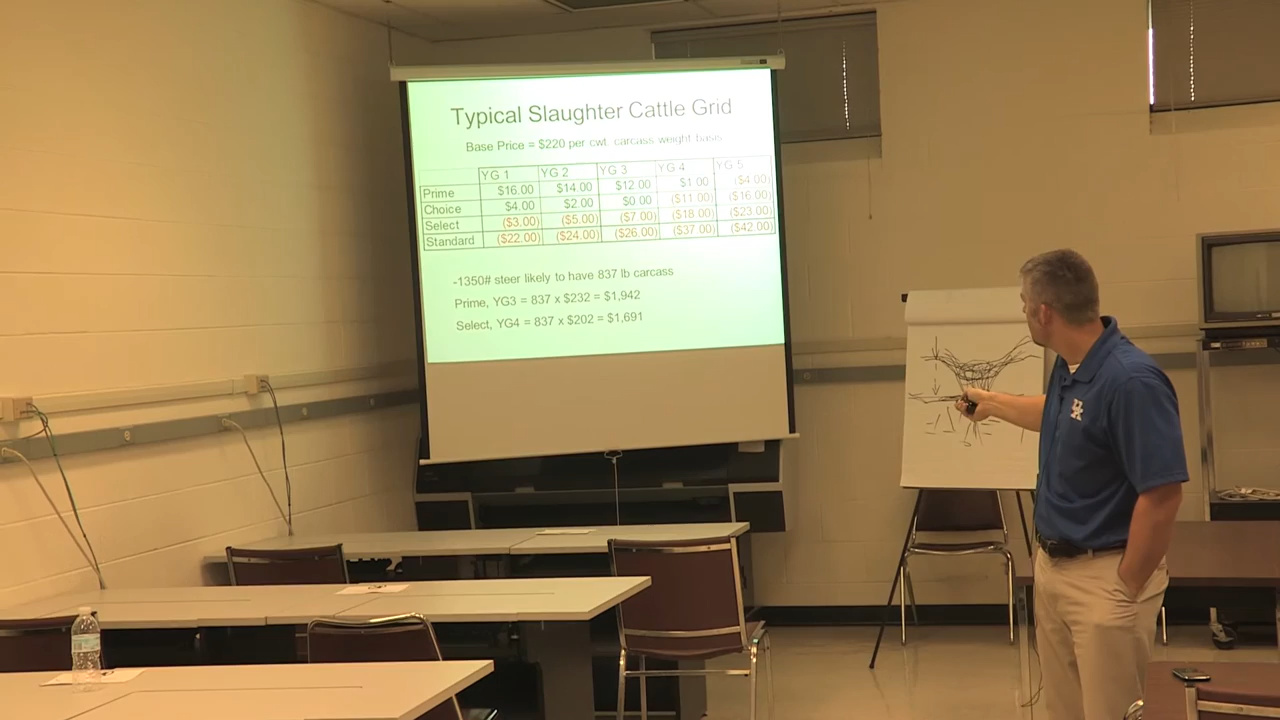 Typical Slaughter Cattle Grid
Base Price = $220 per cwt. carcass weight basis
YG 1 YG 2 YG 3 YG 4 YG 5
Prime $16.00 $14.00 $12.00 $1.00 ($4.00)
Choice $4.00 $2.00 $0.00 ($11.00) ($16.00)
Select ($3.00) ($5.00) ($7.00) ($18.00) ($23.00)
Standard ($22.00) ($24.00) ($26.00) ($37.00) ($42.00)
-1350# steer likely to have 837 lb carcass
Prime, YG3 = 837 x $232 = $1,942
Select, YG4 = 837 x $202 = $1,691